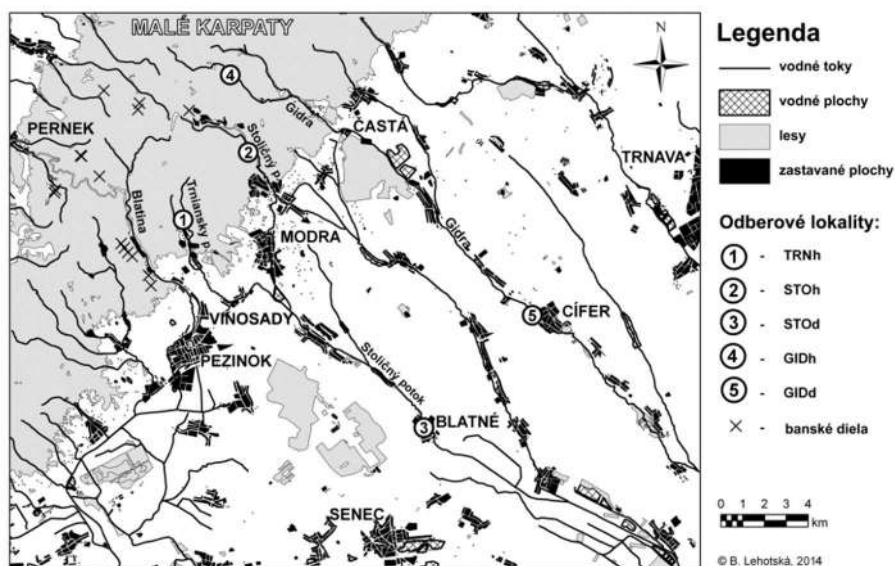 MALÉ KARPATY
4
PERNEK
Gidra
ČASTÁ
TRNAVA
Stoličný p.
2
Blatina
Trniansky p.
1
MODRA
Gidra
VINOSADY
5
CÍFER
PEZINOK
Stoličný potok
3
BLATNÉ
SENEC
Legenda
vodné toky
vodné plochy
lesy
zastavané plochy
Odberové lokality:
1 - TRNh
2 - STOh
3 - STOd
4 - GIDh
5 - GIDd
- banské diela
0 1 2 3 4
km
© B. Lehotská, 2014